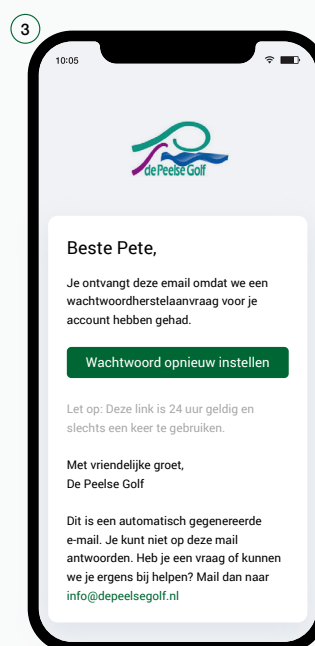 3
10:05
de Peelse Golf
Beste Pete,
Je ontvangt deze email omdat we een
wachtwoordherstelaanvraag voor je
account hebben gehad.
Wachtwoord opnieuw instellen
Let op: Deze link is 24 uur geldig en
slechts een keer te gebruiken.
Met vriendelijke groet,
De Peelse Golf
Dit is een automatisch gegenereerde
e-mail. Je kunt niet op deze mail
antwoorden. Heb je een vraag of kunnen
we je ergens bij helpen? Mail dan naar
info@depeelsegolf.nl